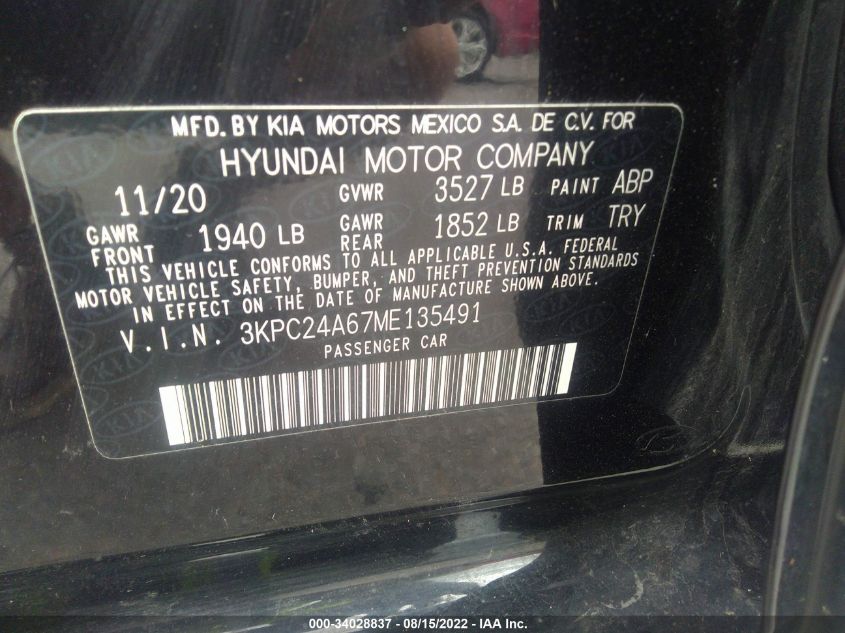 MFD. BY KIA MOTORS MEXICO S.A. DE C.V. FOR
HYUNDAI MOTOR COMPANY
11/20 GVWR 3527 LB PAINT ABP
GAWR FRONT 1940 LB GAWR REAR 1852 LB TRIM TRY
THIS VEHICLE CONFORMS TO ALL APPLICABLE U.S.A. FEDERAL
MOTOR VEHICLE SAFETY, BUMPER, AND THEFT PREVENTION STANDARDS
IN EFFECT ON THE DATE OF MANUFACTURE SHOWN ABOVE.
V.I.N. 3KPC24A67ME135491
PASSENGER CAR
000-34028837 - 08/15/2022 - IAA Inc.